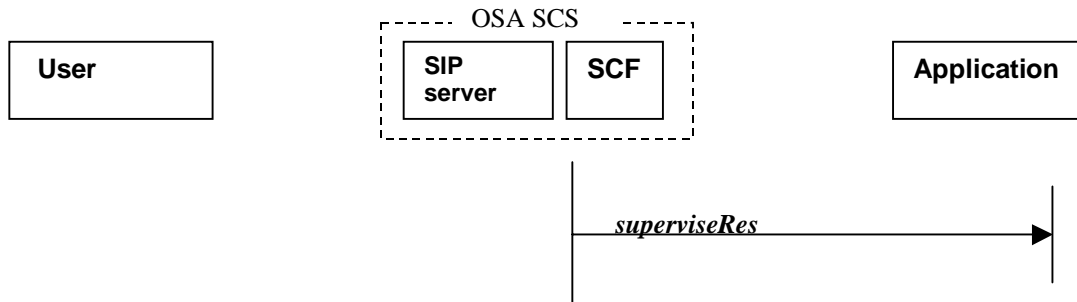 OSA SCS
User
SIP
server
SCF
Application
superviseRes